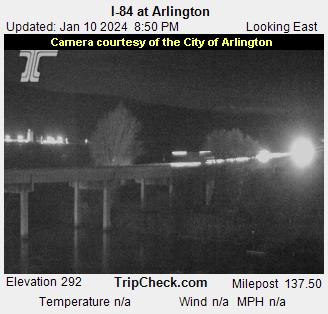 I-84 at Arlington
Updated: Jan 10 2024 8:50 PM Looking East
Camera courtesy of the City of Arlington
Elevation 292 TripCheck.com Milepost 137.50
Temperature n/a Wind n/a MPH n/a